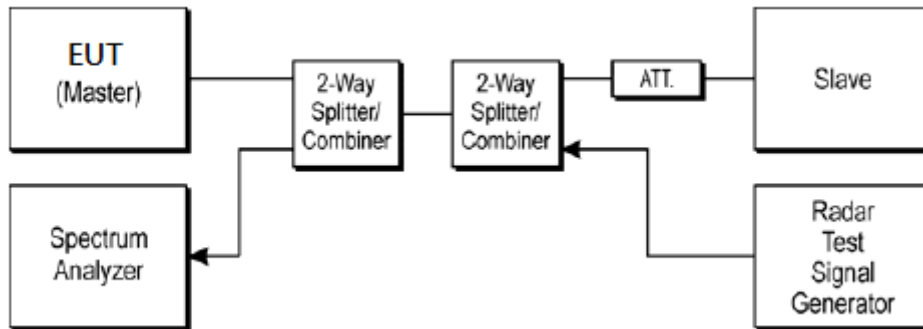 EUT
(Master)
2-Way
Splitter/
Combiner
2-Way
Splitter/
Combiner
ATT.
Slave
Spectrum
Analyzer
Radar
Test
Signal
Generator